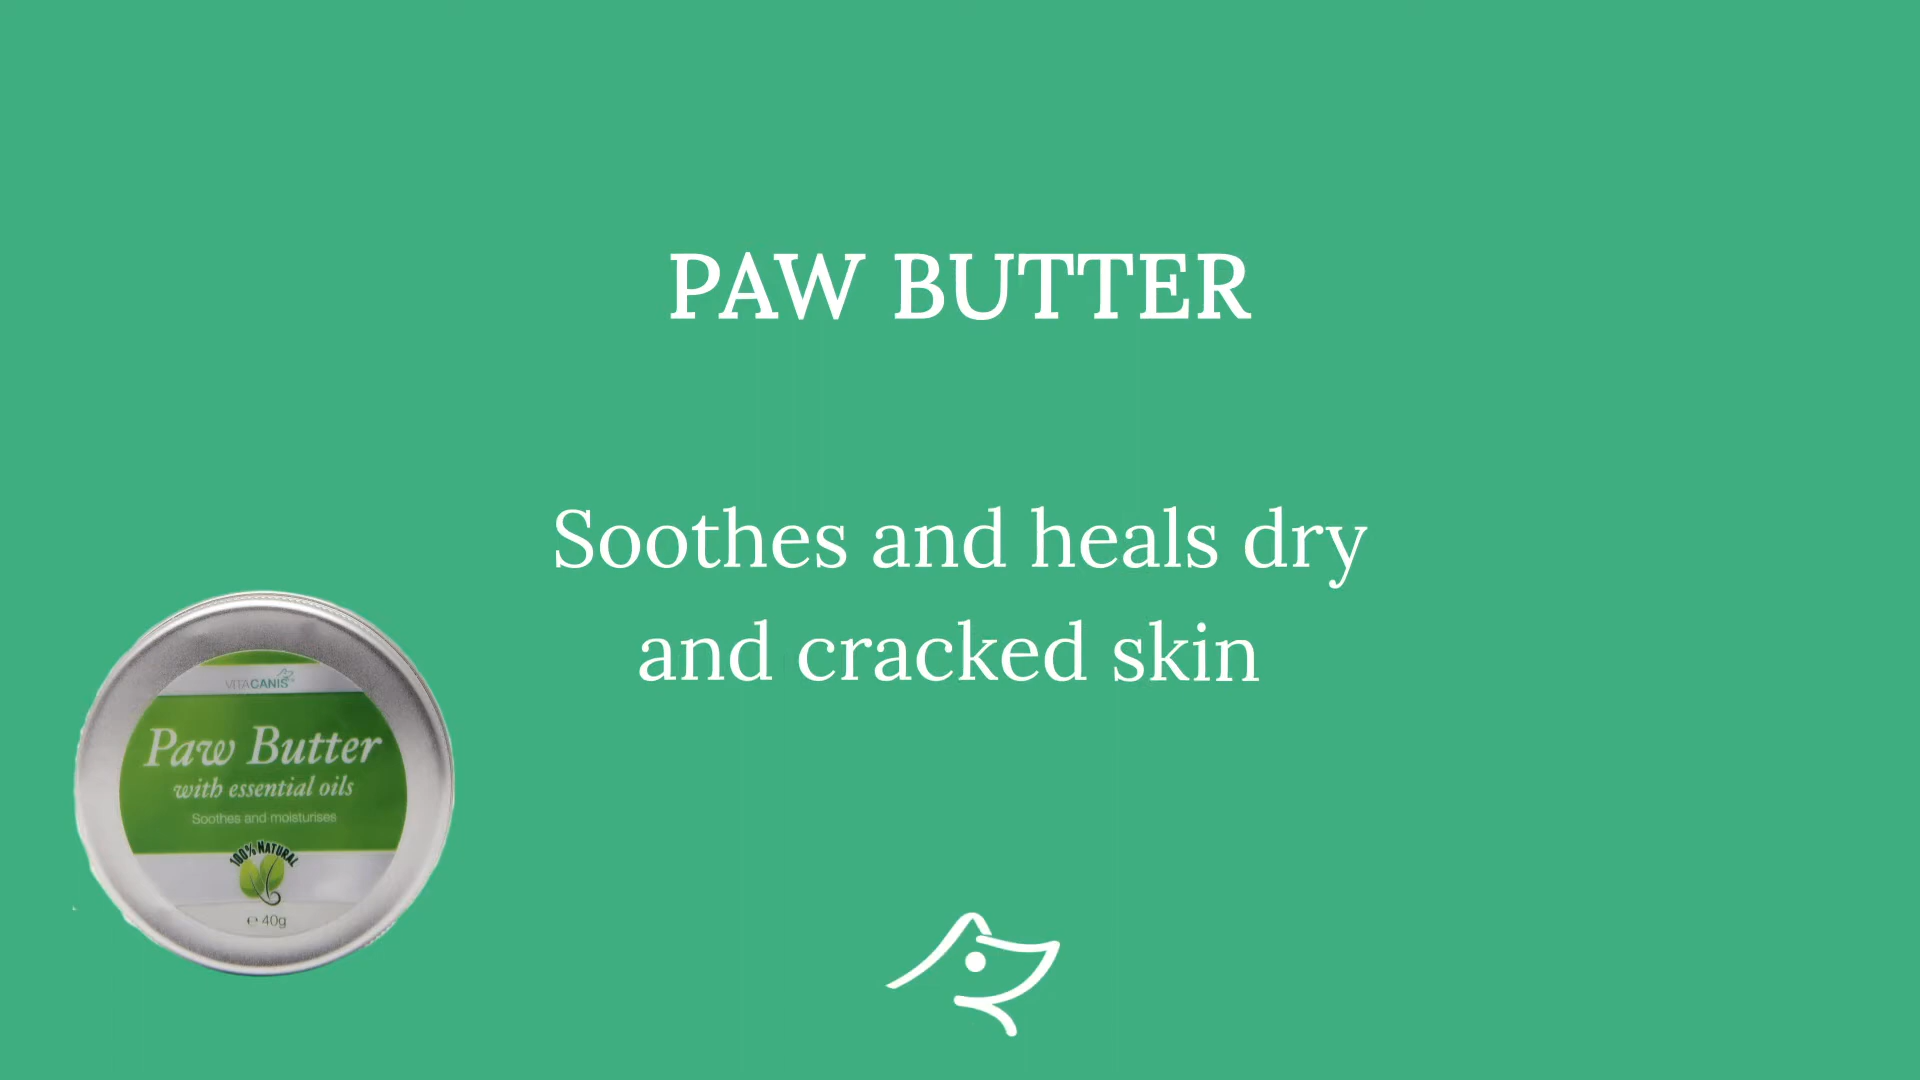 PAW BUTTER
Soothes and heals dry
and cracked skin
VITACANIS
Paw Butter
with essential oils
Soothes and moisturises
100% NATURAL
℮ 40g